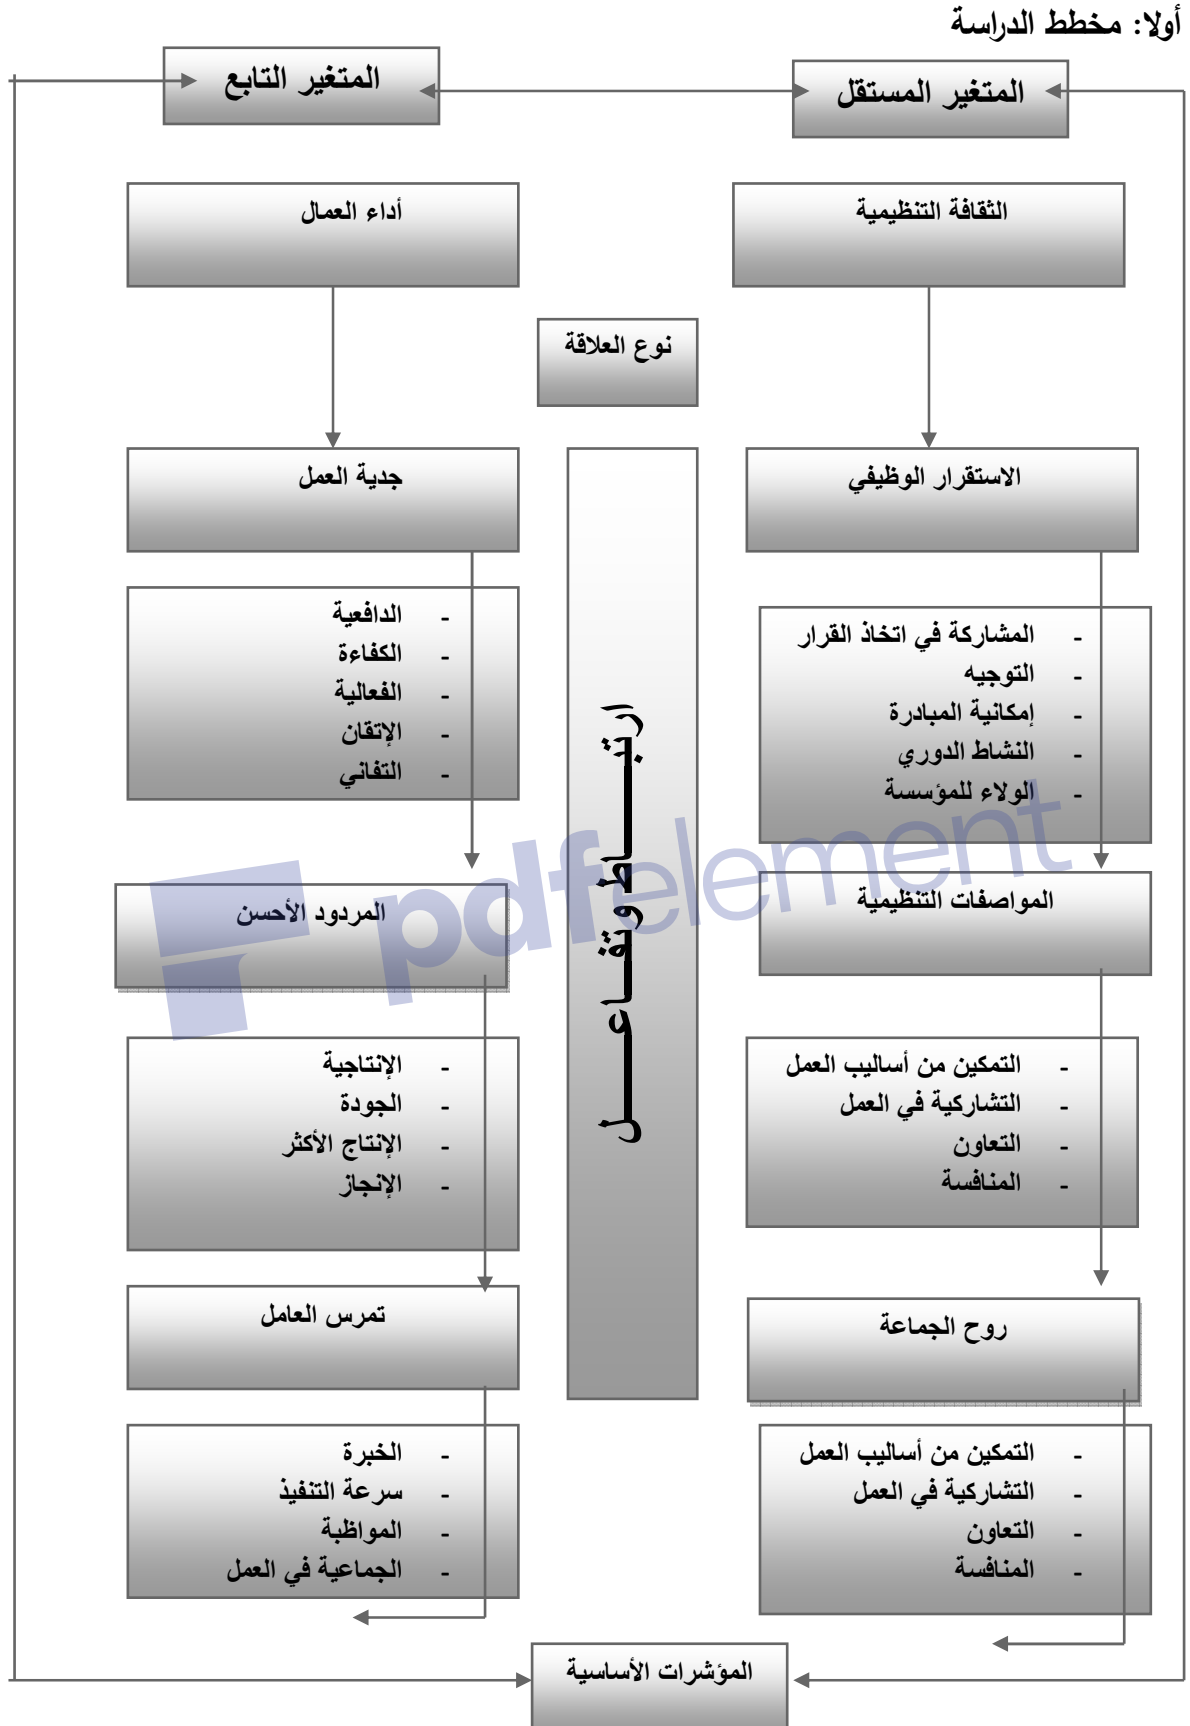 أولا: مخطط الدراسة
المتغير المستقل
المتغير التابع
الثقافة التنظيمية
أداء العمال
نوع العلاقة
الاستقرار الوظيفي
جدية العمل
- المشاركة في اتخاذ القرار
- التوجيه
- إمكانية المبادرة
- النشاط الدوري
- الولاء للمؤسسة
- الدافعية
- الكفاءة
- الفعالية
- الإتقان
- التفاني
ارتبــــاط وتفـاعــــل
المواصفات التنظيمية
المردود الأحسن
- التمكين من أساليب العمل
- التشاركية في العمل
- التعاون
- المنافسة
- الإنتاجية
- الجودة
- الإنتاج الأكثر
- الإنجاز
روح الجماعة
تمرس العامل
- التمكين من أساليب العمل
- التشاركية في العمل
- التعاون
- المنافسة
- الخبرة
- سرعة التنفيذ
- المواظبة
- الجماعية في العمل
المؤشرات الأساسية
pdfelement